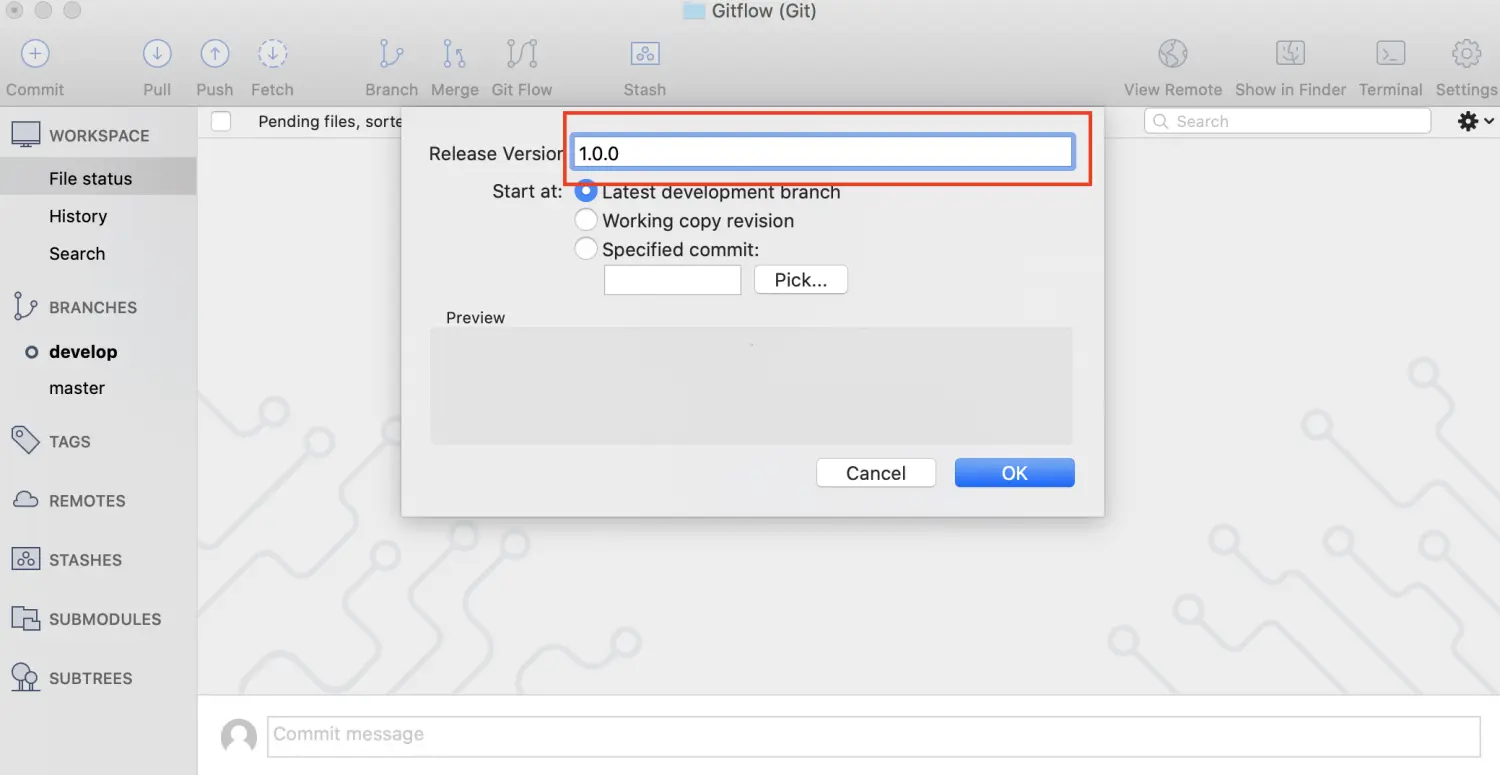 Gitflow (Git)
Commit
Pull
Push
Fetch
Branch
Merge
Git Flow
Stash
View Remote
Show in Finder
Terminal
Settings
WORKSPACE
File status
History
Search
BRANCHES
develop
master
TAGS
REMOTES
STASHES
SUBMODULES
SUBTREES
Pending files, sorte
Search
Release Version
1.0.0
Start at:
Latest development branch
Working copy revision
Specified commit:
Pick...
Preview
Cancel
OK
Commit message